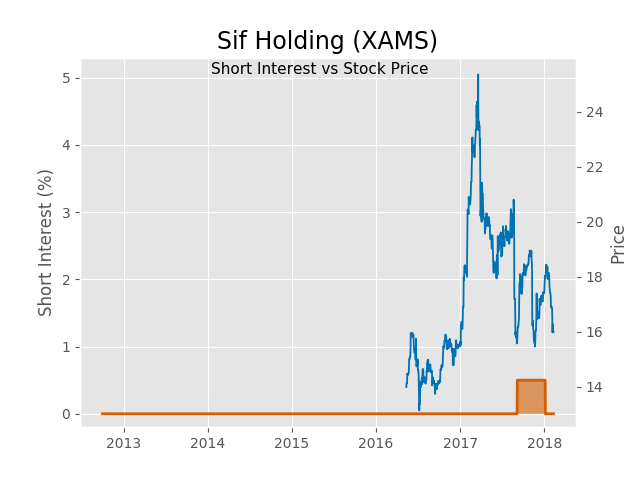 Sif Holding (XAMS)
Short Interest vs Stock Price
Short Interest (%)
5
4
3
2
1
0
24
22
20
18
16
14
Price
2013 2014 2015 2016 2017 2018